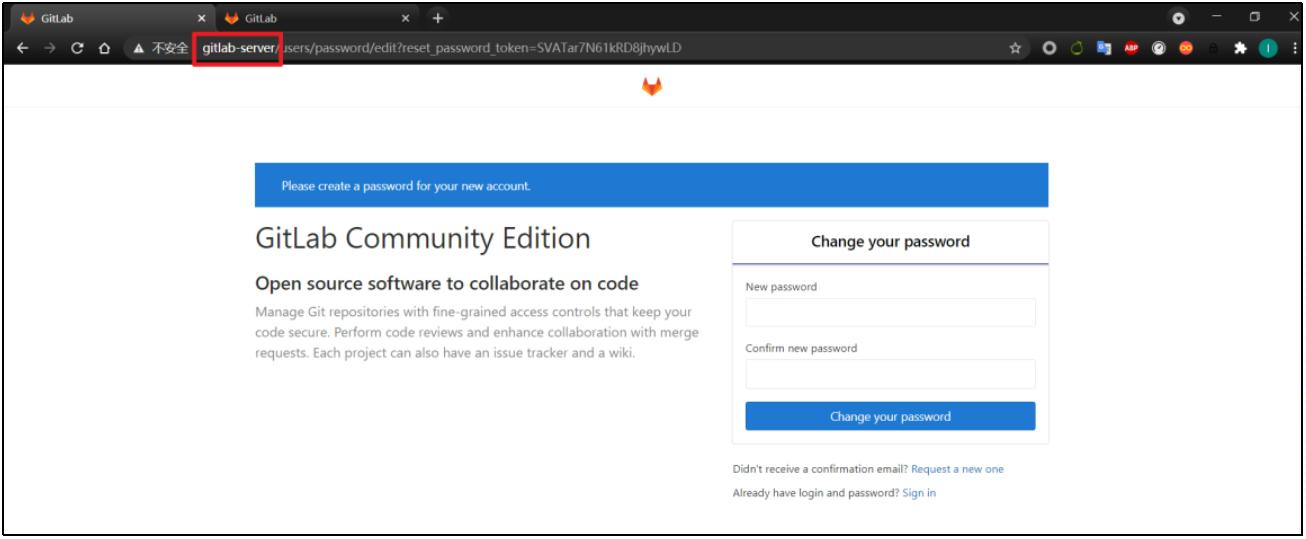 GitLab
GitLab
不安全 gitlab-server/users/password/edit?reset_password_token=SVATar7N61kRD8jhywLD
ABP
I
Please create a password for your new account.
GitLab Community Edition
Open source software to collaborate on code
Manage Git repositories with fine-grained access controls that keep your
code secure. Perform code reviews and enhance collaboration with merge
requests. Each project can also have an issue tracker and a wiki.
Change your password
New password
Confirm new password
Change your password
Didn't receive a confirmation email? Request a new one
Already have login and password? Sign in